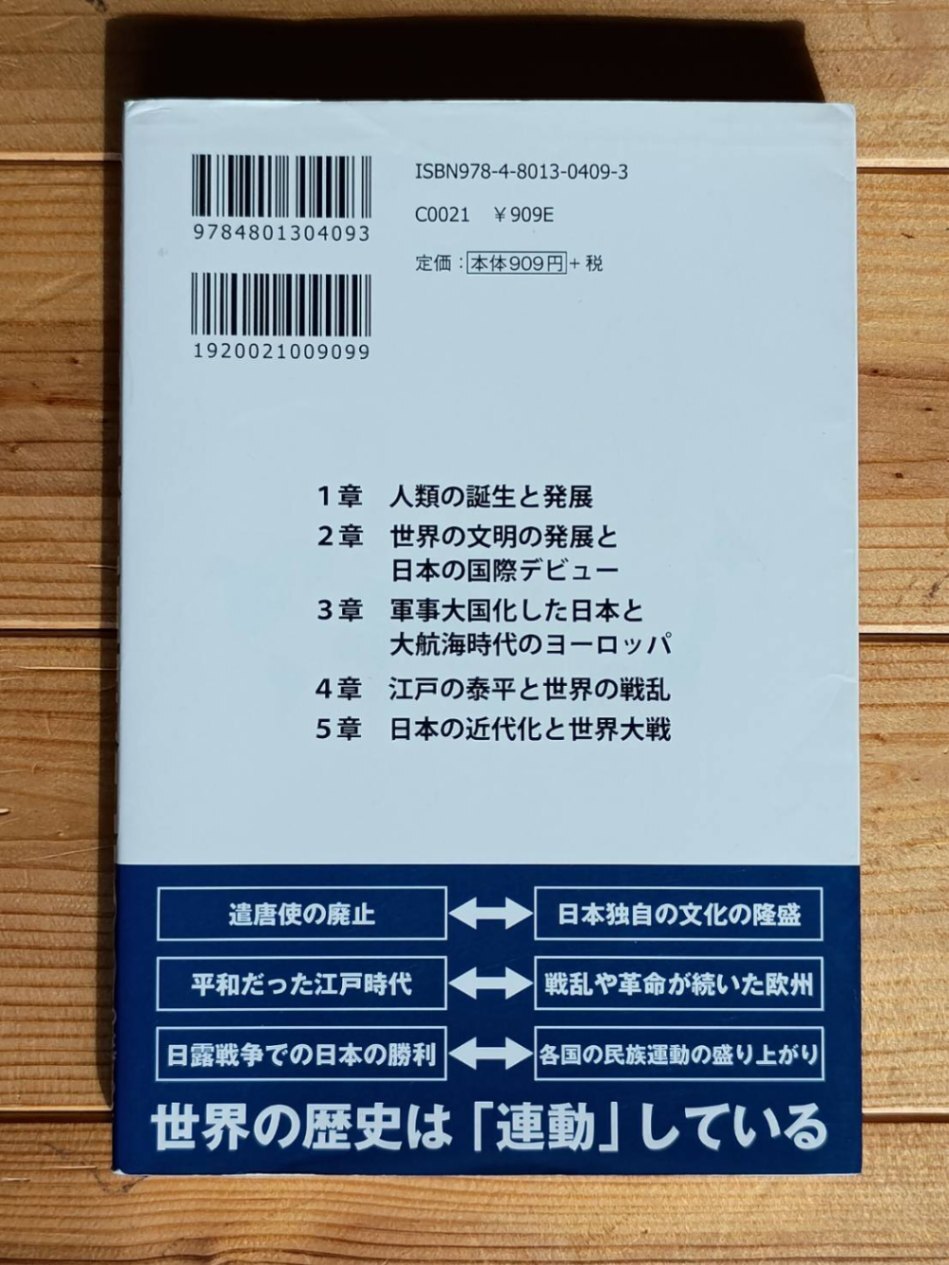 ISBN978-4-8013-0409-3
9784801304093
C0021 ￥909E
定価：本体909円＋税
1920021009099
1章 人類の誕生と発展
2章 世界の文明の発展と
日本の国際デビュー
3章 軍事大国化した日本と
大航海時代のヨーロッパ
4章 江戸の泰平と世界の戦乱
5章 日本の近代化と世界大戦
遣唐使の廃止 日本独自の文化の隆盛
平和だった江戸時代 戦乱や革命が続いた欧州
日露戦争での日本の勝利 各国の民族運動の盛り上がり
世界の歴史は「連動」している